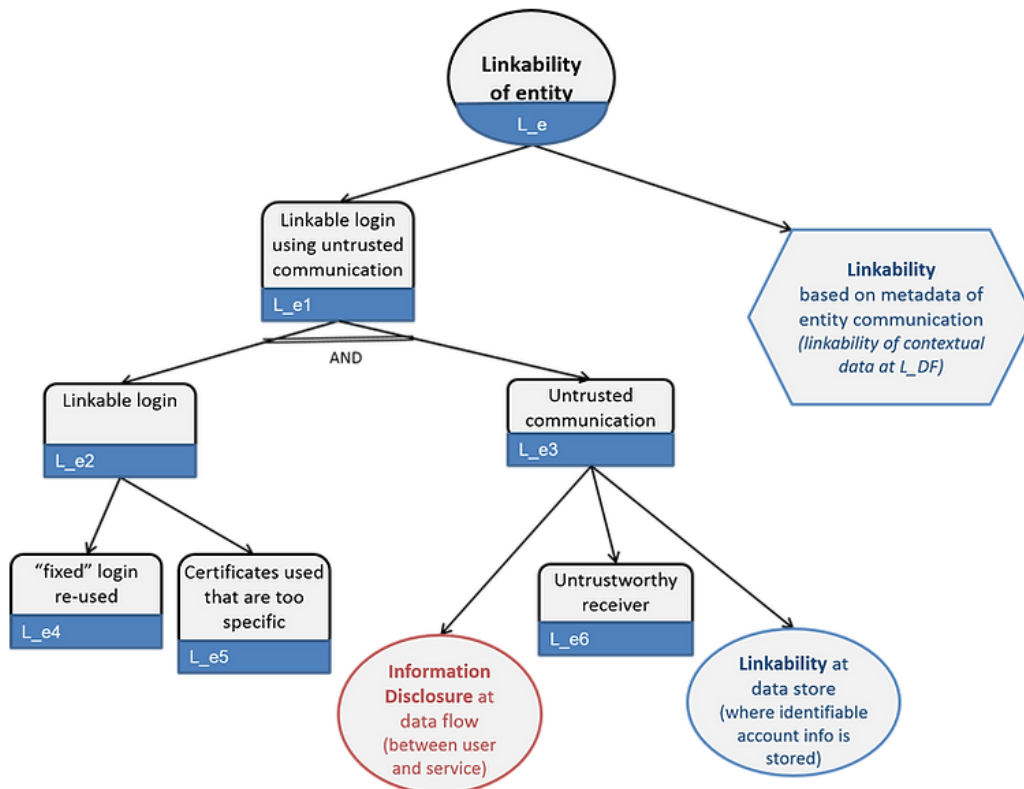 Linkability
of entity
L_e
Linkable login
using untrusted
communication
L_e1
Linkability
based on metadata of
entity communication
(linkability of contextual
data at L_DF)
AND
Linkable login
L_e2
Untrusted
communication
L_e3
“fixed” login
re-used
L_e4
Certificates used
that are too
specific
L_e5
Untrustworthy
receiver
L_e6
Information
Disclosure at
data flow
(between user
and service)
Linkability at
data store
(where identifiable
account info is
stored)